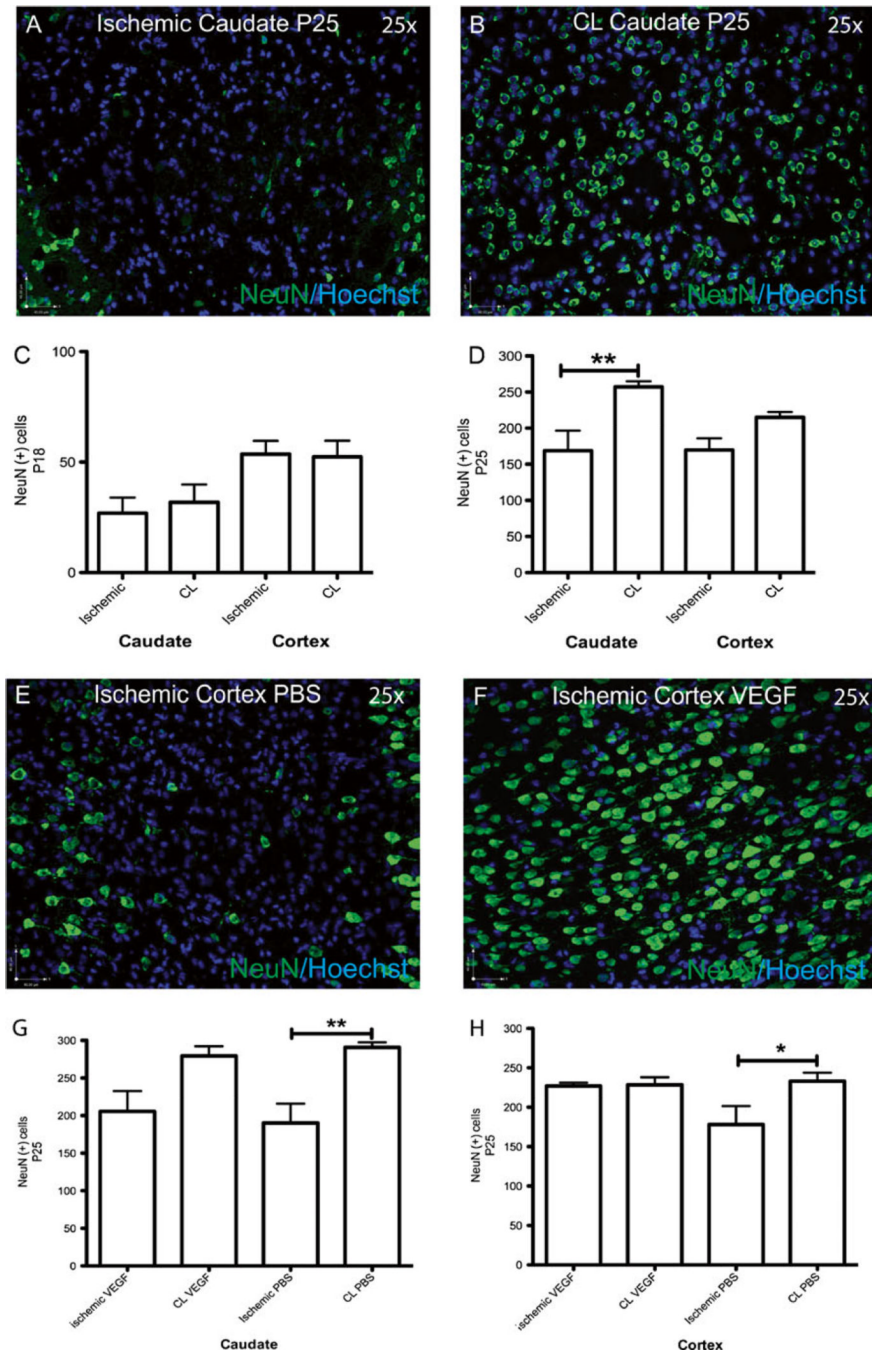 A Ischemic Caudate P25 25x
NeuN/Hoechst
B CL Caudate P25 25x
NeuN/Hoechst
C
NeuN (+) cells
P18
100
50
0
Ischemic
CL
Ischemic
CL
Caudate Cortex
D
NeuN (+) cells
P25
300
250
200
150
100
50
0
**
Ischemic
CL
Ischemic
CL
Caudate Cortex
E Ischemic Cortex PBS 25x
NeuN/Hoechst
F Ischemic Cortex VEGF 25x
NeuN/Hoechst
G
NeuN (+) cells
P25
300
250
200
150
100
50
0
**
ischemic VEGF
CL VEGF
Ischemic PBS
CL PBS
Caudate
H
NeuN (+) cells
P25
300
250
200
150
100
50
0
*
ischemic VEGF
CL VEGF
Ischemic PBS
CL PBS
Cortex